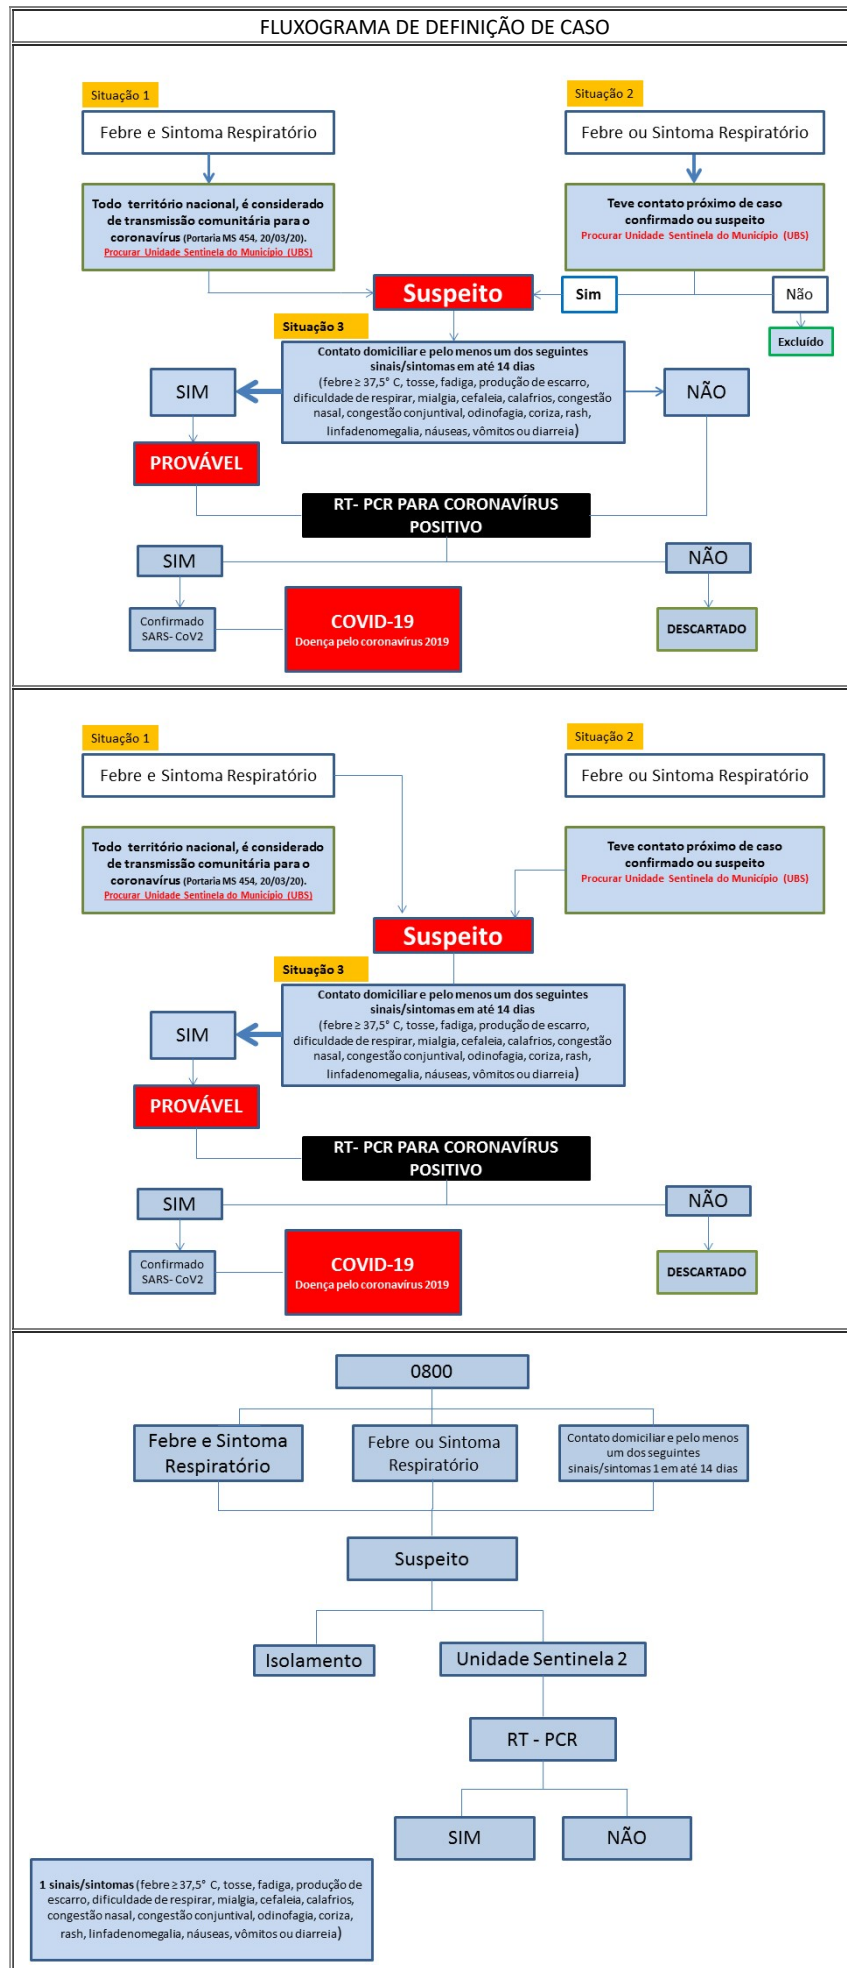 FLUXOGRAMA DE DEFINIÇÃO DE CASO
Situação 1
Situação 2
Febre e Sintoma Respiratório
Febre ou Sintoma Respiratório
Todo território nacional, é considerado
de transmissão comunitária para o
coronavírus (Portaria MS 454, 20/03/20).
Procurar Unidade Sentinela do Município (UBS)
Teve contato próximo de caso
confirmado ou suspeito
Procurar Unidade Sentinela do Município (UBS)
Suspeito
Sim
Não
Excluído
Situação 3
Contato domiciliar e pelo menos um dos seguintes
sinais/sintomas em até 14 dias
(febre ≥ 37,5° C, tosse, fadiga, produção de escarro,
dificuldade de respirar, mialgia, cefaleia, calafrios, congestão
nasal, congestão conjuntival, odinofagia, coriza, rash,
linfadenomegalia, náuseas, vômitos ou diarreia)
SIM
NÃO
PROVÁVEL
RT- PCR PARA CORONAVÍRUS
POSITIVO
SIM
NÃO
Confirmado
SARS- CoV2
COVID-19
Doença pelo coronavírus 2019
DESCARTADO
Situação 1
Situação 2
Febre e Sintoma Respiratório
Febre ou Sintoma Respiratório
Todo território nacional, é considerado
de transmissão comunitária para o
coronavírus (Portaria MS 454, 20/03/20).
Procurar Unidade Sentinela do Município (UBS)
Teve contato próximo de caso
confirmado ou suspeito
Procurar Unidade Sentinela do Município (UBS)
Suspeito
Situação 3
Contato domiciliar e pelo menos um dos seguintes
sinais/sintomas em até 14 dias
(febre ≥ 37,5° C, tosse, fadiga, produção de escarro,
dificuldade de respirar, mialgia, cefaleia, calafrios, congestão
nasal, congestão conjuntival, odinofagia, coriza, rash,
linfadenomegalia, náuseas, vômitos ou diarreia)
SIM
PROVÁVEL
RT- PCR PARA CORONAVÍRUS
POSITIVO
SIM
NÃO
Confirmado
SARS- CoV2
COVID-19
Doença pelo coronavírus 2019
DESCARTADO
0800
Febre e Sintoma
Respiratório
Febre ou Sintoma
Respiratório
Contato domiciliar e pelo menos
um dos seguintes
sinais/sintomas 1 em até 14 dias
Suspeito
Isolamento
Unidade Sentinela 2
RT - PCR
SIM
NÃO
1 sinais/sintomas (febre ≥ 37,5° C, tosse, fadiga, produção de
escarro, dificuldade de respirar, mialgia, cefaleia, calafrios,
congestão nasal, congestão conjuntival, odinofagia, coriza,
rash, linfadenomegalia, náuseas, vômitos ou diarreia)